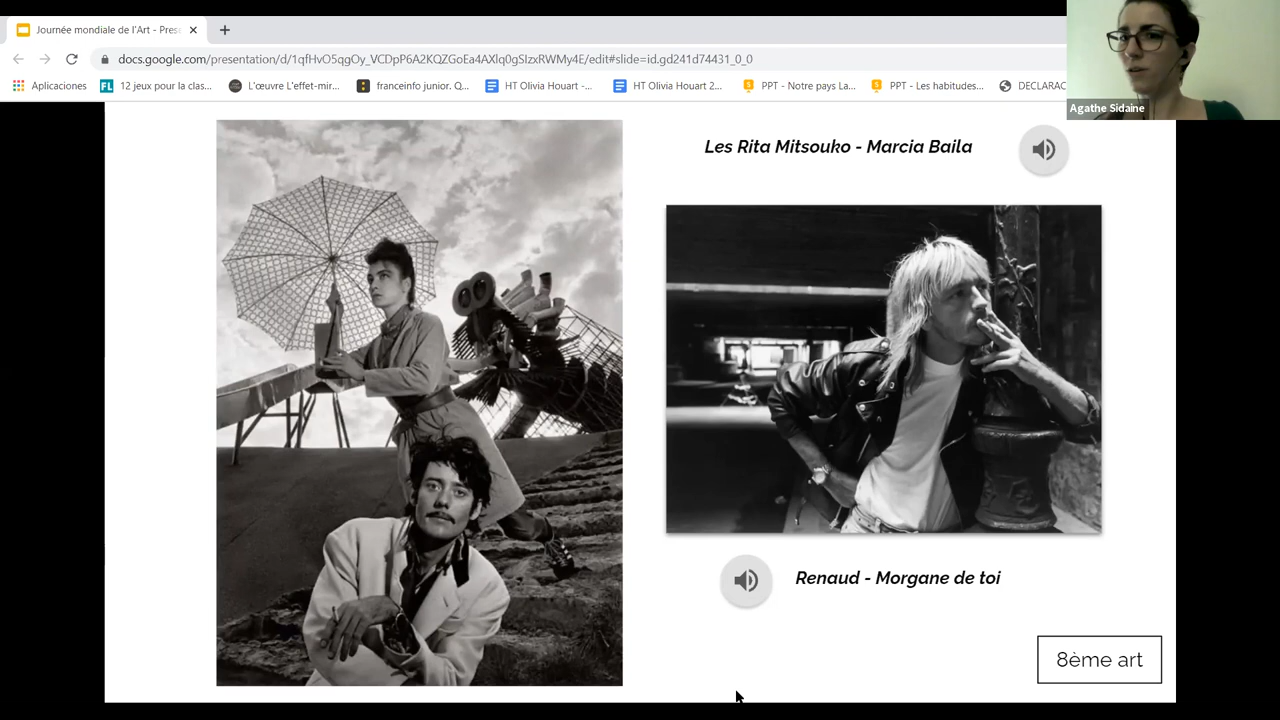 Journée mondiale de l'Art - Pres
docs.google.com/presentation/d/1qfHvO5qgOy_VCDpP6A2KQZGoEa4AXlq0gSIzxRWMy4E/edit#slide=id.gd241d74431_0_0
Aplicaciones
FL 12 jeux pour la clas...
L'œuvre L'effet-mir...
franceinfo junior. Q...
HT Olivia Houart -...
HT Olivia Houart 2...
PPT - Notre pays La...
PPT - Les habitudes...
DECLARAC
Agathe Sidaine
Les Rita Mitsouko - Marcia Baila
Renaud - Morgane de toi
8ème art